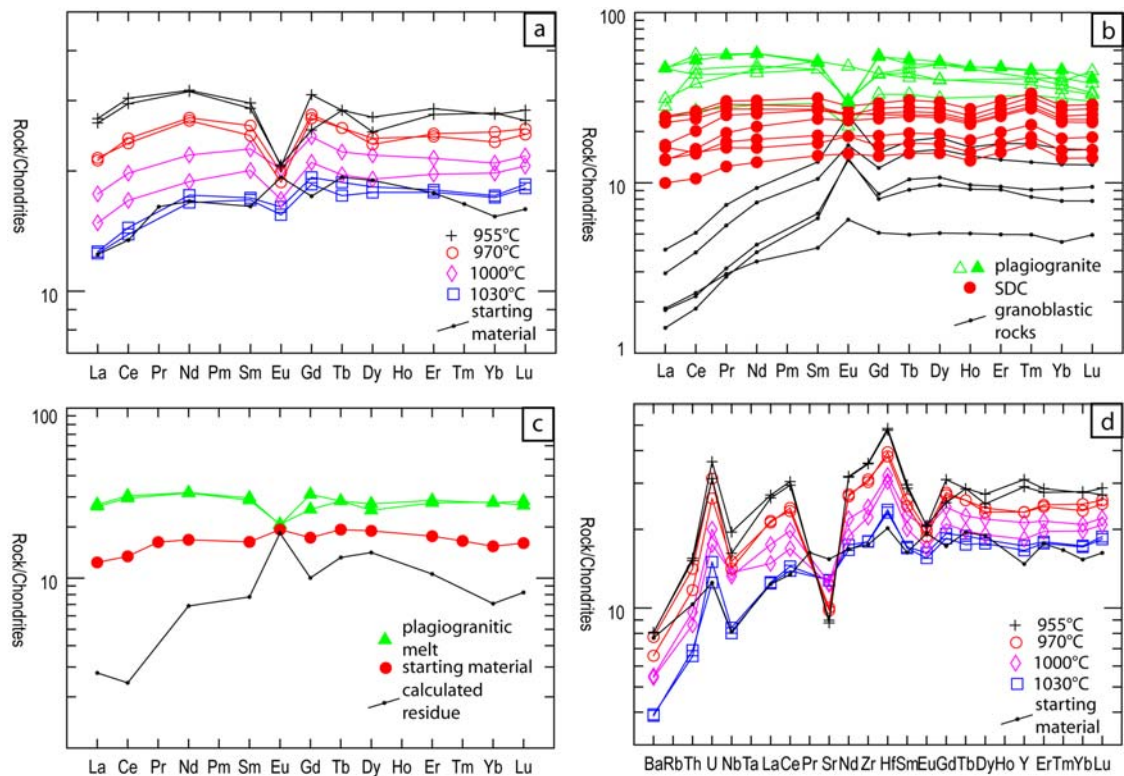 a
Rock/Chondrites
10
955°C
970°C
1000°C
1030°C
starting
material
La Ce Pr Nd Pm Sm Eu Gd Tb Dy Ho Er Tm Yb Lu
b
Rock/Chondrites
100
10
1
plagiogranite
SDC
granoblastic
rocks
La Ce Pr Nd Pm Sm Eu Gd Tb Dy Ho Er Tm Yb Lu
c
Rock/Chondrites
100
10
plagiogranitic
melt
starting material
calculated
residue
La Ce Pr Nd Pm Sm Eu Gd Tb Dy Ho Er Tm Yb Lu
d
Rock/Chondrites
10
955°C
970°C
1000°C
1030°C
starting
material
BaRbTh U NbTa La Ce Pr Sr Nd Zr HfSmEuGdTbDyHo Y ErTmYbLu